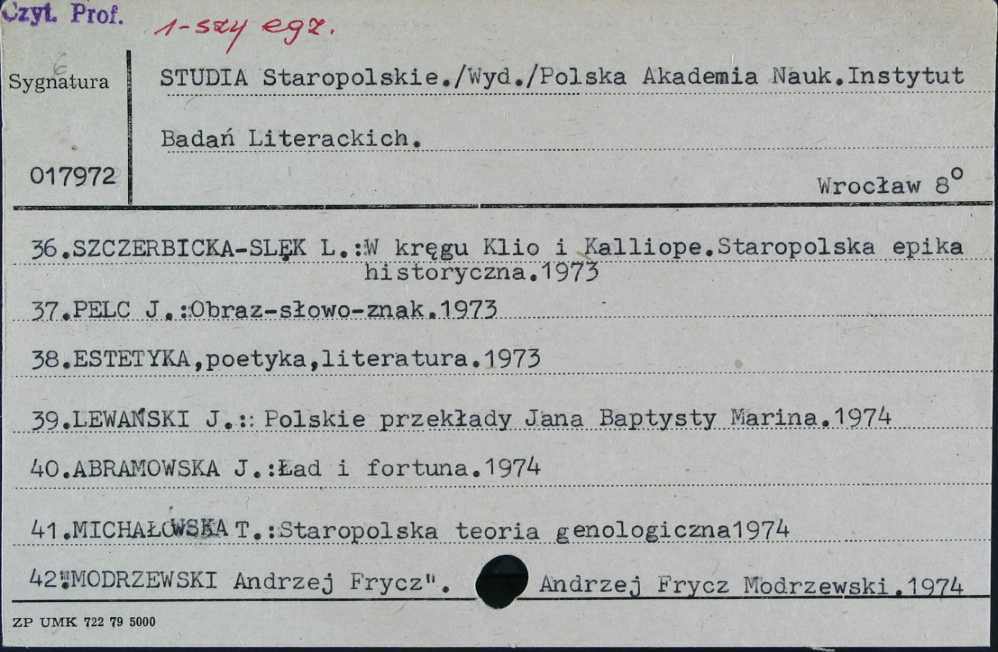 Czyt. Prof.
1-szy egz.
Sygnatura
STUDIA Staropolskie./Wyd./Polska Akademia Nauk.Instytut
Badań Literackich.
017972
Wrocław 8º
36.SZCZERBICKA-SLĘK L.:W kręgu Klio i Kalliope.Staropolska epika
historyczna.1973
37.PELC J.:Obraz-słowo-znak.1973
38.ESTETYKA,poetyka,literatura.1973
39.LEWAŃSKI J.:: Polskie przekłady Jana Baptysty Marina.1974
40.ABRAMOWSKA J.:Ład i fortuna.1974
41.MICHAŁOWSKA T.:Staropolska teoria genologiczna1974
42."MODRZEWSKI Andrzej Frycz". Andrzej Frycz Modrzewski.1974
ZP UMK 722 79 5000